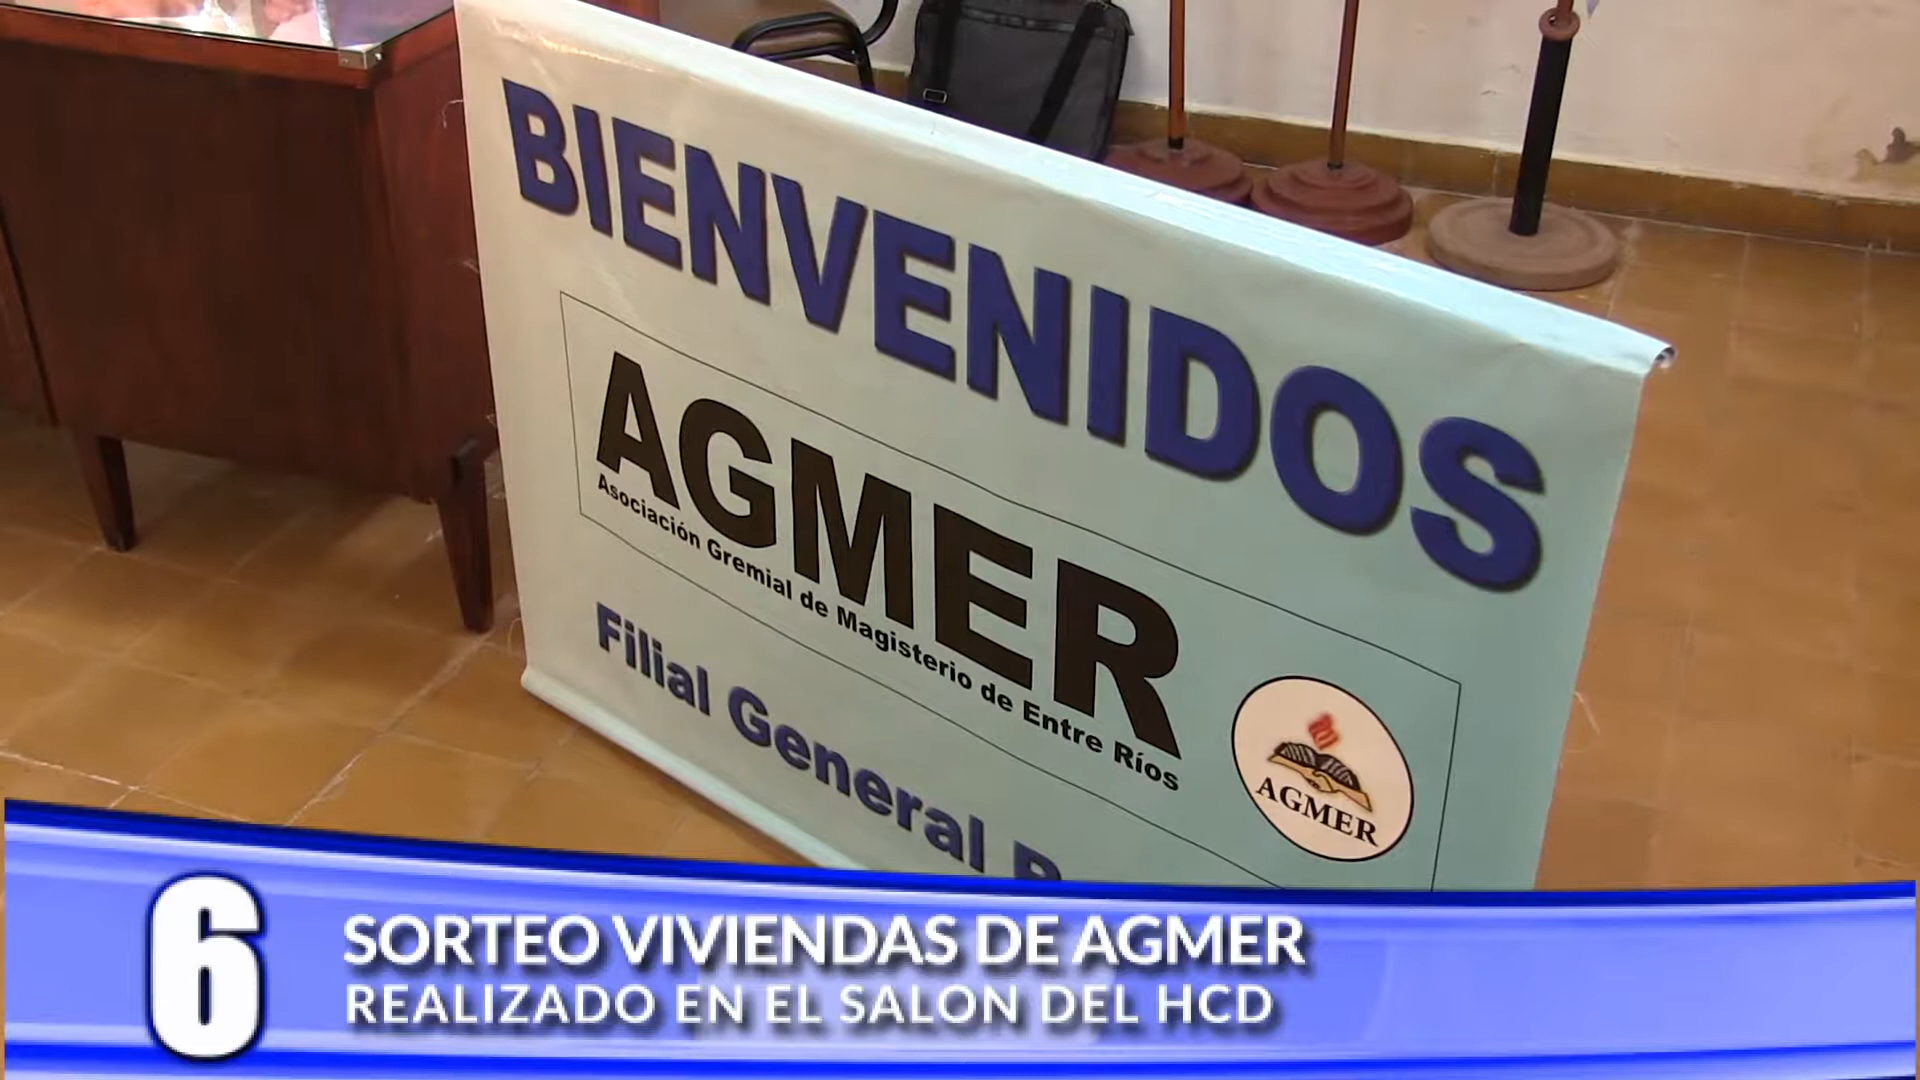 BIENVENIDOS
AGMER
Asociación Gremial de Magisterio de Entre Ríos
AGMER
Filial General
6
SORTEO VIVIENDAS DE AGMER
REALIZADO EN EL SALON DEL HCD